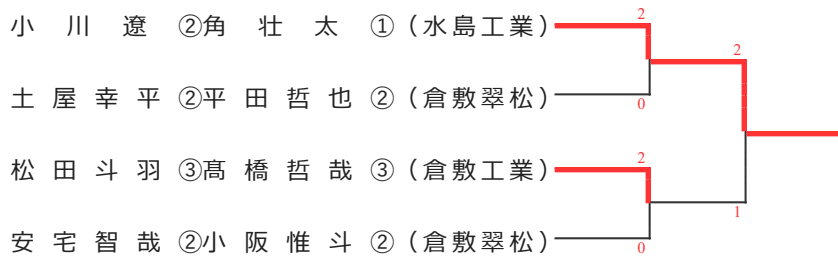 小川遼②角壮太①(水島工業)
2
2
土屋幸平②平田哲也②(倉敷翠松)
0
松田斗羽③髙橋哲哉③(倉敷工業)
2
1
安宅智哉②小阪惟斗②(倉敷翠松)
0